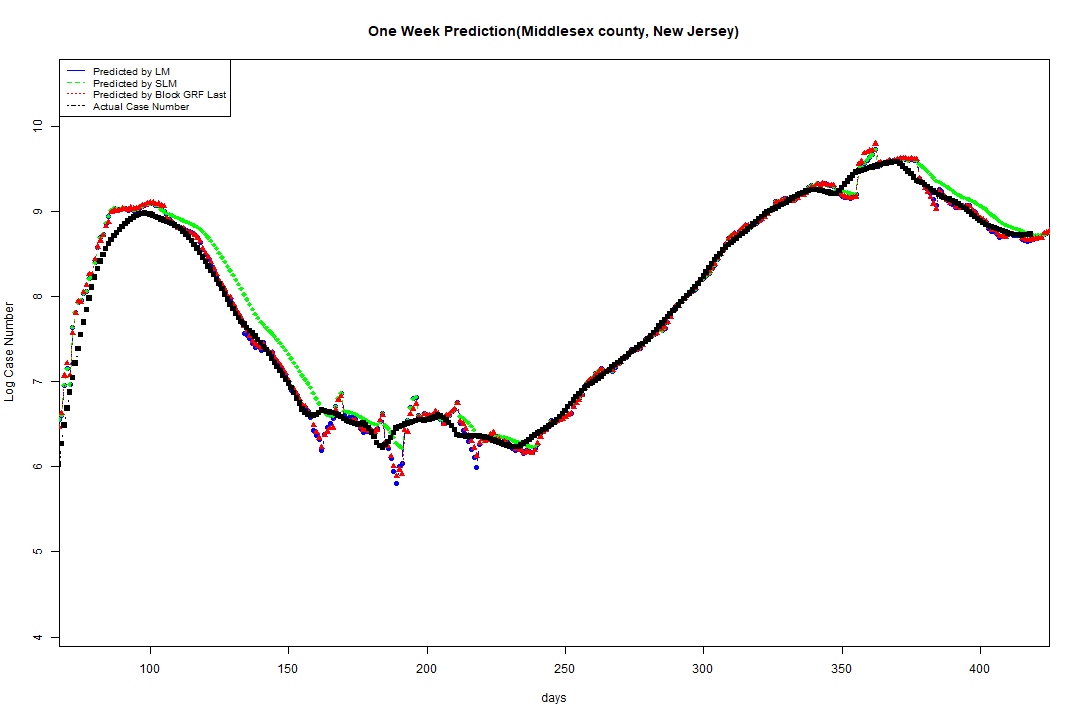 One Week Prediction(Middlesex county, New Jersey)
Predicted by LM
Predicted by SLM
Predicted by Block GRF Last
Actual Case Number
10
9
8
7
6
5
4
Log Case Number
100 150 200 250 300 350 400
days